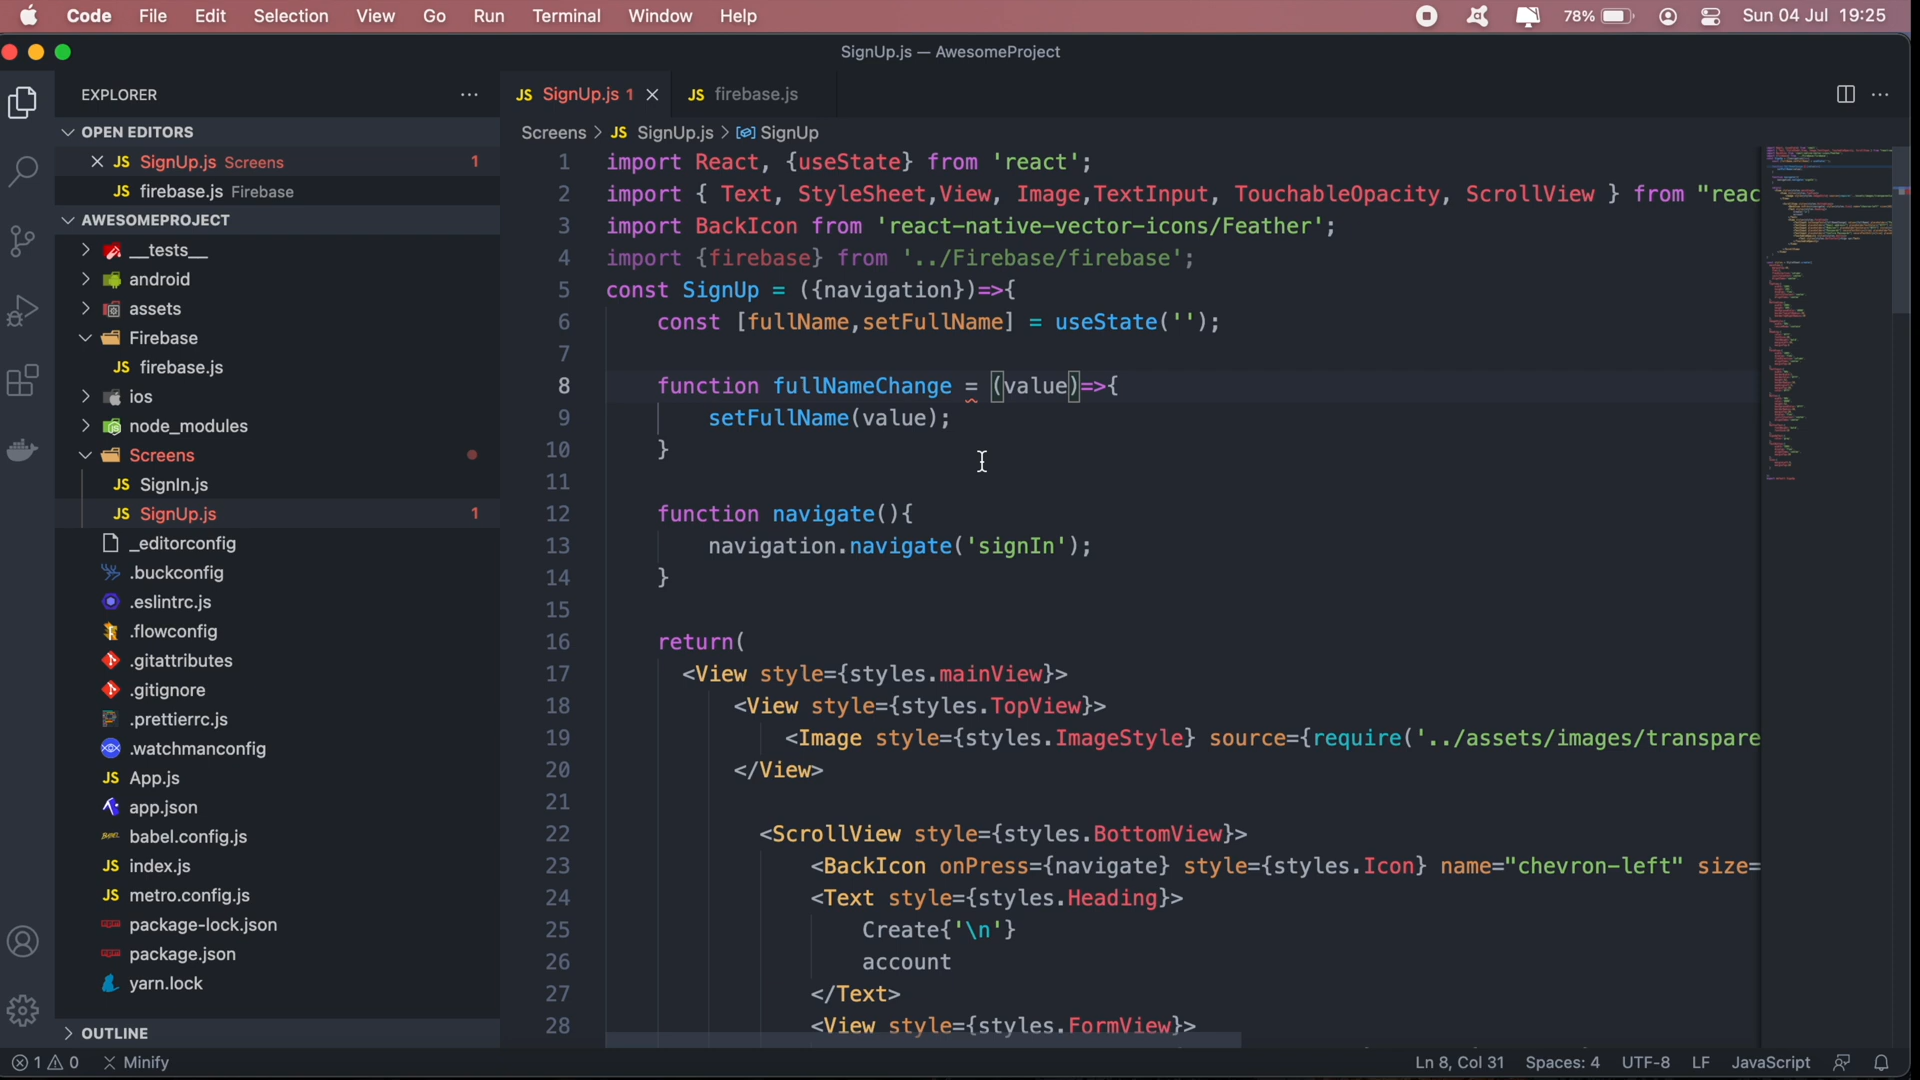 Code File Edit Selection View Go Run Terminal Window Help 78% Sun 04 Jul 19:25
SignUp.js — AwesomeProject
EXPLORER
OPEN EDITORS
SignUp.js Screens 1
firebase.js Firebase
AWESOMEPROJECT
__tests__
android
assets
Firebase
JS firebase.js
ios
node_modules
Screens
JS SignIn.js
JS SignUp.js 1
_editorconfig
.buckconfig
.eslintrc.js
.flowconfig
.gitattributes
.gitignore
.prettierrc.js
.watchmanconfig
JS App.js
app.json
babel.config.js
JS index.js
JS metro.config.js
package-lock.json
package.json
yarn.lock
OUTLINE
JS SignUp.js 1 JS firebase.js
Screens > JS SignUp.js > SignUp
1 import React, {useState} from 'react';
2 import { Text, StyleSheet,View, Image,TextInput, TouchableOpacity, ScrollView } from "reac
3 import BackIcon from 'react-native-vector-icons/Feather';
4 import {firebase} from '../Firebase/firebase';
5 const SignUp = ({navigation})=>{
6 const [fullName,setFullName] = useState('');
7
8 function fullNameChange = (value)=>{
9 setFullName(value);
10 }
11
12 function navigate(){
13 navigation.navigate('signIn');
14 }
15
16 return(
17 <View style={styles.mainView}>
18 <View style={styles.TopView}>
19 <Image style={styles.ImageStyle} source={require('../assets/images/transpare
20 </View>
21
22 <ScrollView style={styles.BottomView}>
23 <BackIcon onPress={navigate} style={styles.Icon} name="chevron-left" size=
24 <Text style={styles.Heading}>
25 Create{'\n'}
26 account
27 </Text>
28 <View style={styles.FormView}>
1 0 Minify Ln 8, Col 31 Spaces: 4 UTF-8 LF JavaScript